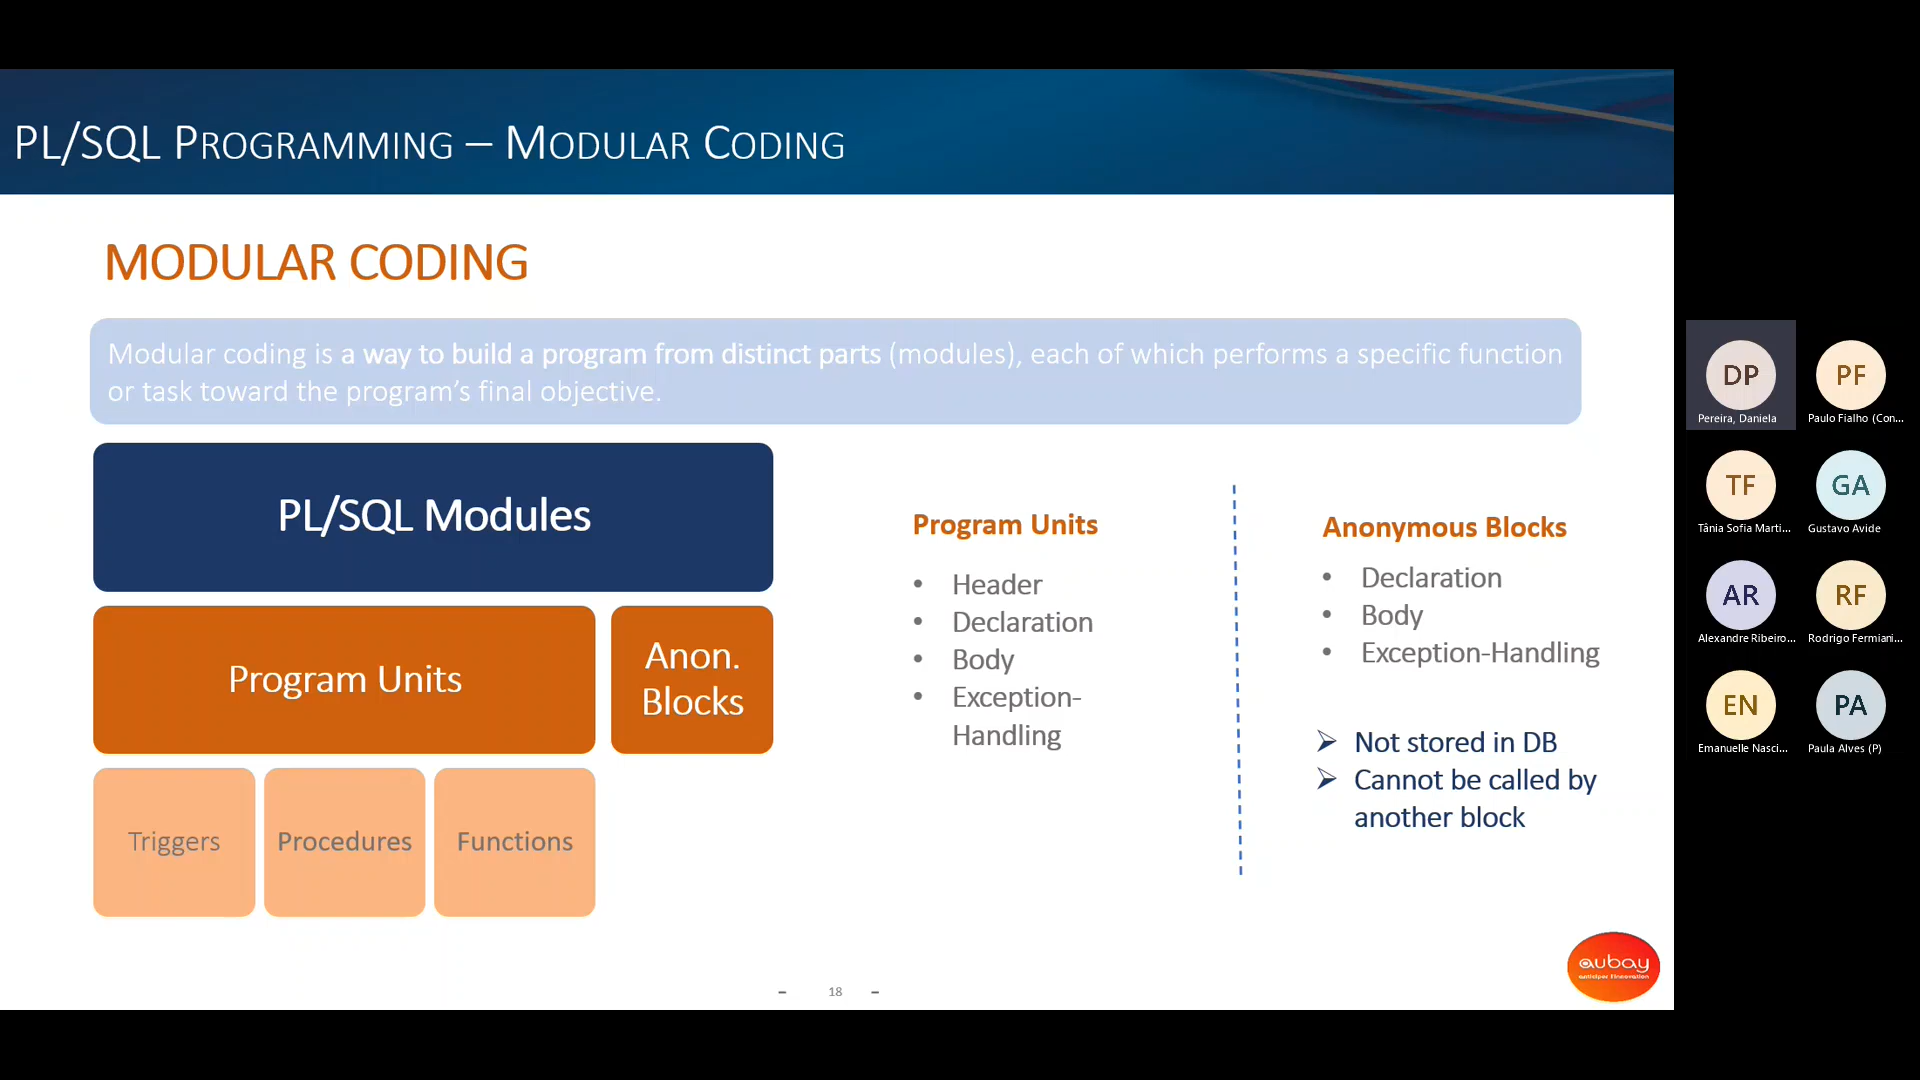 PL/SQL PROGRAMMING – MODULAR CODING
MODULAR CODING
Modular coding is a way to build a program from distinct parts (modules), each of which performs a specific function
or task toward the program's final objective.
PL/SQL Modules
Program Units
Anon.
Blocks
Triggers
Procedures
Functions
Program Units
• Header
• Declaration
• Body
• Exception-
Handling
Anonymous Blocks
• Declaration
• Body
• Exception-Handling
➢ Not stored in DB
➢ Cannot be called by
another block
– 18 –
aubay
anticiper l'innovation
DP
Pereira, Daniela
PF
Paulo Fialho (Con...
TF
Tânia Sofia Marti...
GA
Gustavo Avide
AR
Alexandre Ribeiro...
RF
Rodrigo Fermiani...
EN
Emanuelle Nasci...
PA
Paula Alves (P)